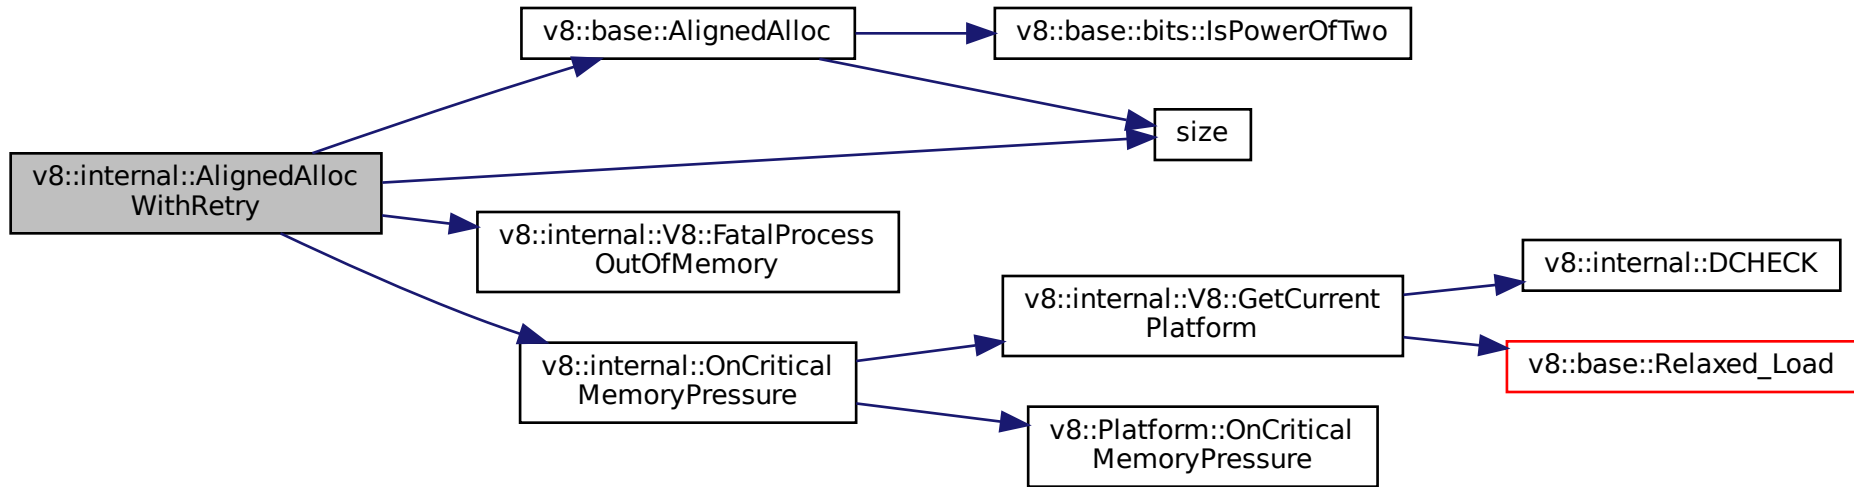 v8::base::AlignedAlloc
v8::base::bits::IsPowerOfTwo
size
v8::internal::AlignedAlloc
WithRetry
v8::internal::V8::FatalProcess
OutOfMemory
v8::internal::DCHECK
v8::internal::V8::GetCurrent
Platform
v8::internal::OnCritical
MemoryPressure
v8::base::Relaxed_Load
v8::Platform::OnCritical
MemoryPressure